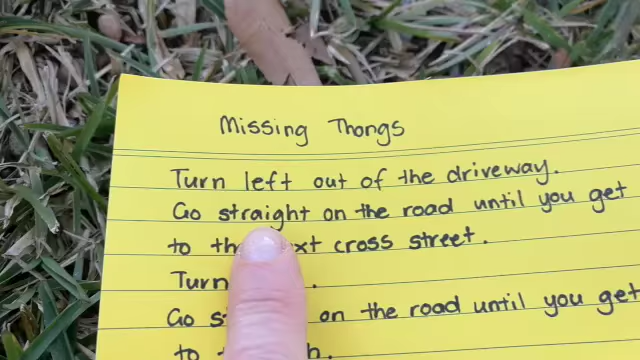 Missing Thongs
Turn left out of the driveway.
Go straight on the road until you get
to cross street.
Turn
Go on the road until you get
to